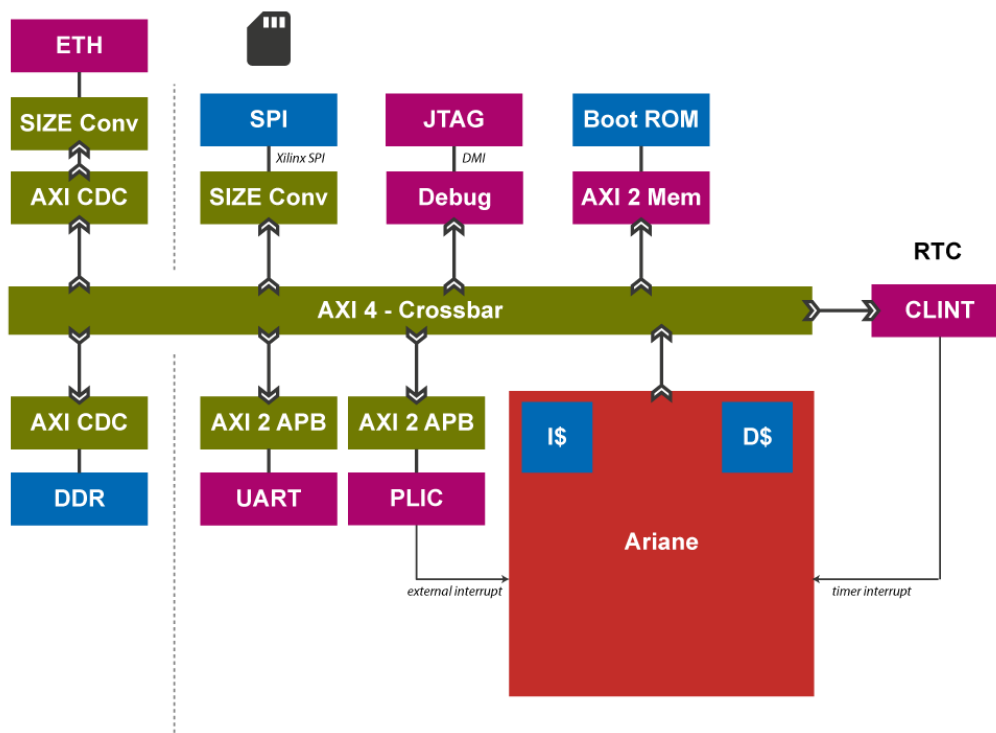 ETH
SIZE Conv
AXI CDC
SPI
Xilinx SPI
SIZE Conv
JTAG
DMI
Debug
Boot ROM
AXI 2 Mem
RTC
CLINT
AXI 4 - Crossbar
AXI CDC
DDR
AXI 2 APB
UART
AXI 2 APB
PLIC
I$
D$
Ariane
external interrupt
timer interrupt